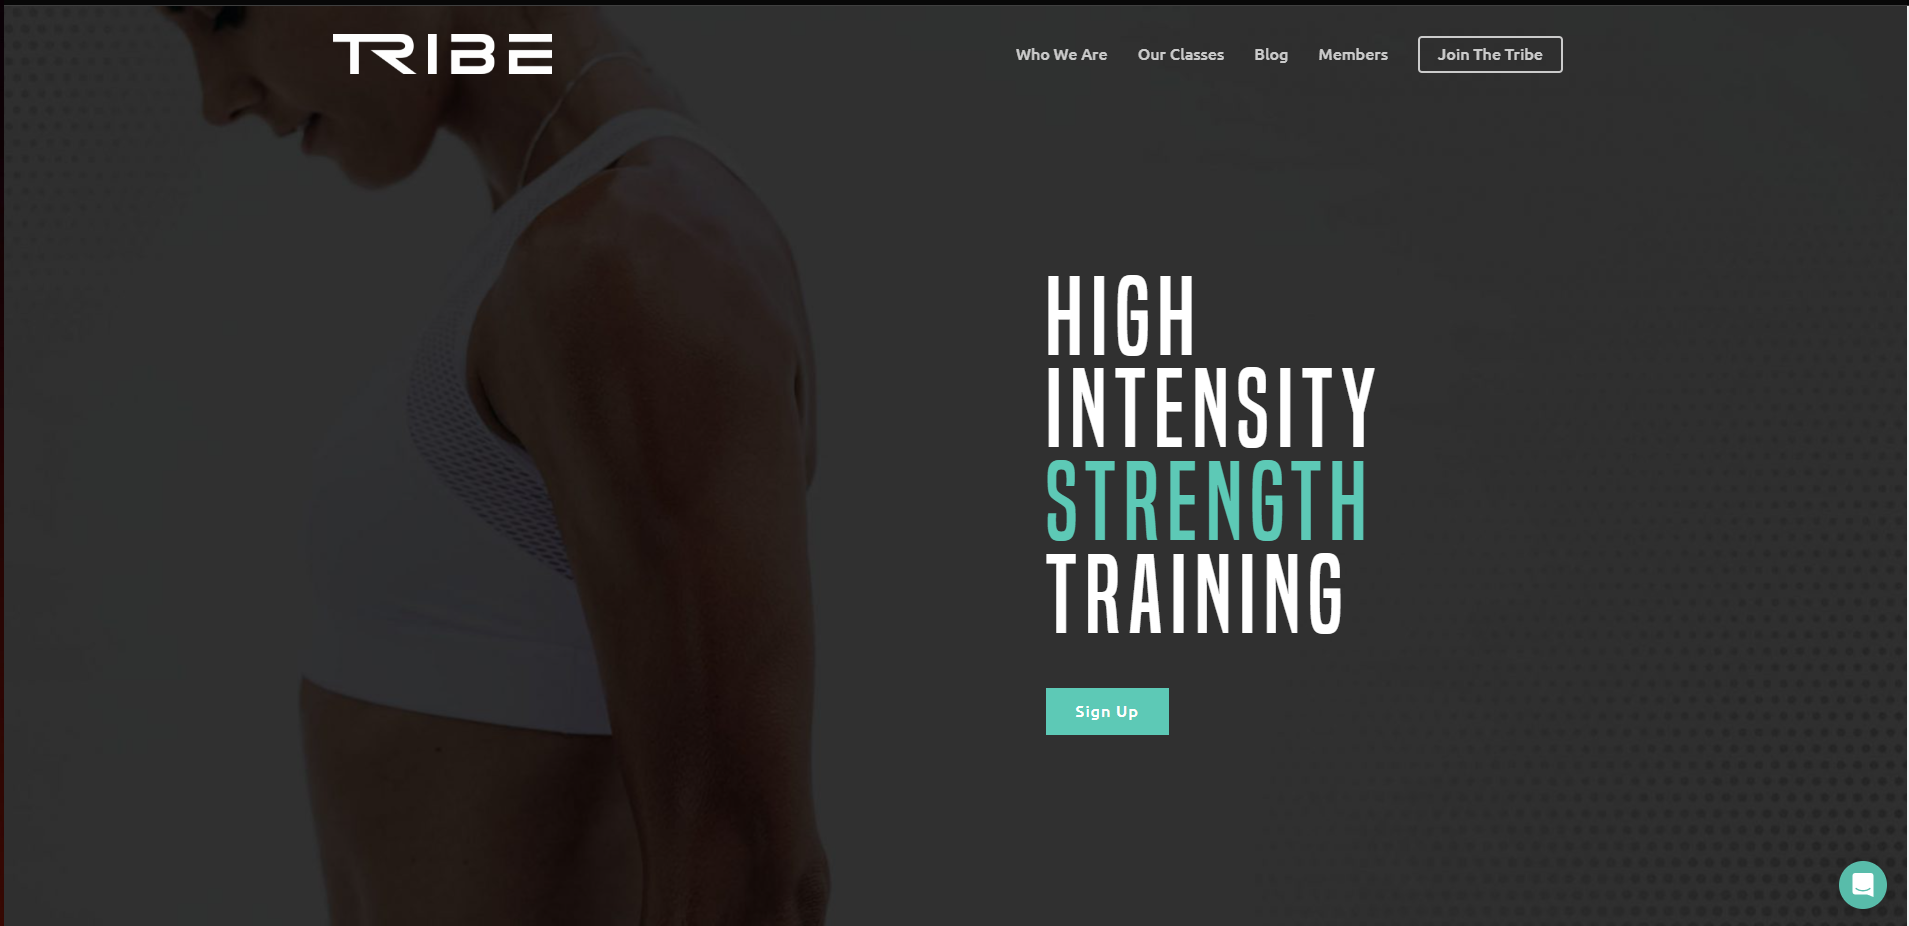 TRIBE
Who We Are
Our Classes
Blog
Members
Join The Tribe
HIGH
INTENSITY
STRENGTH
TRAINING
Sign Up